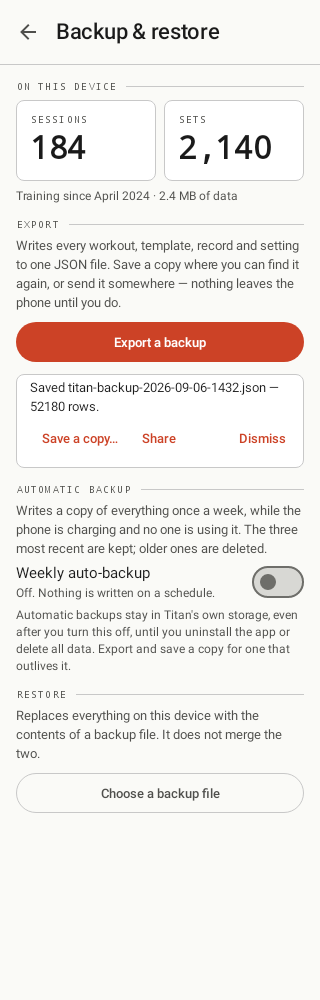 Backup & restore
ON THIS DEVICE
SESSIONS
184
SETS
2,140
Training since April 2024 · 2.4 MB of data
EXPORT
Writes every workout, template, record and setting
to one JSON file. Save a copy where you can find it
again, or send it somewhere — nothing leaves the
phone until you do.
Export a backup
Saved titan-backup-2026-09-06-1432.json —
52180 rows.
Save a copy…
Share
Dismiss
AUTOMATIC BACKUP
Writes a copy of everything once a week, while the
phone is charging and no one is using it. The three
most recent are kept; older ones are deleted.
Weekly auto-backup
Off. Nothing is written on a schedule.
Automatic backups stay in Titan's own storage, even
after you turn this off, until you uninstall the app or
delete all data. Export and save a copy for one that
outlives it.
RESTORE
Replaces everything on this device with the
contents of a backup file. It does not merge the
two.
Choose a backup file